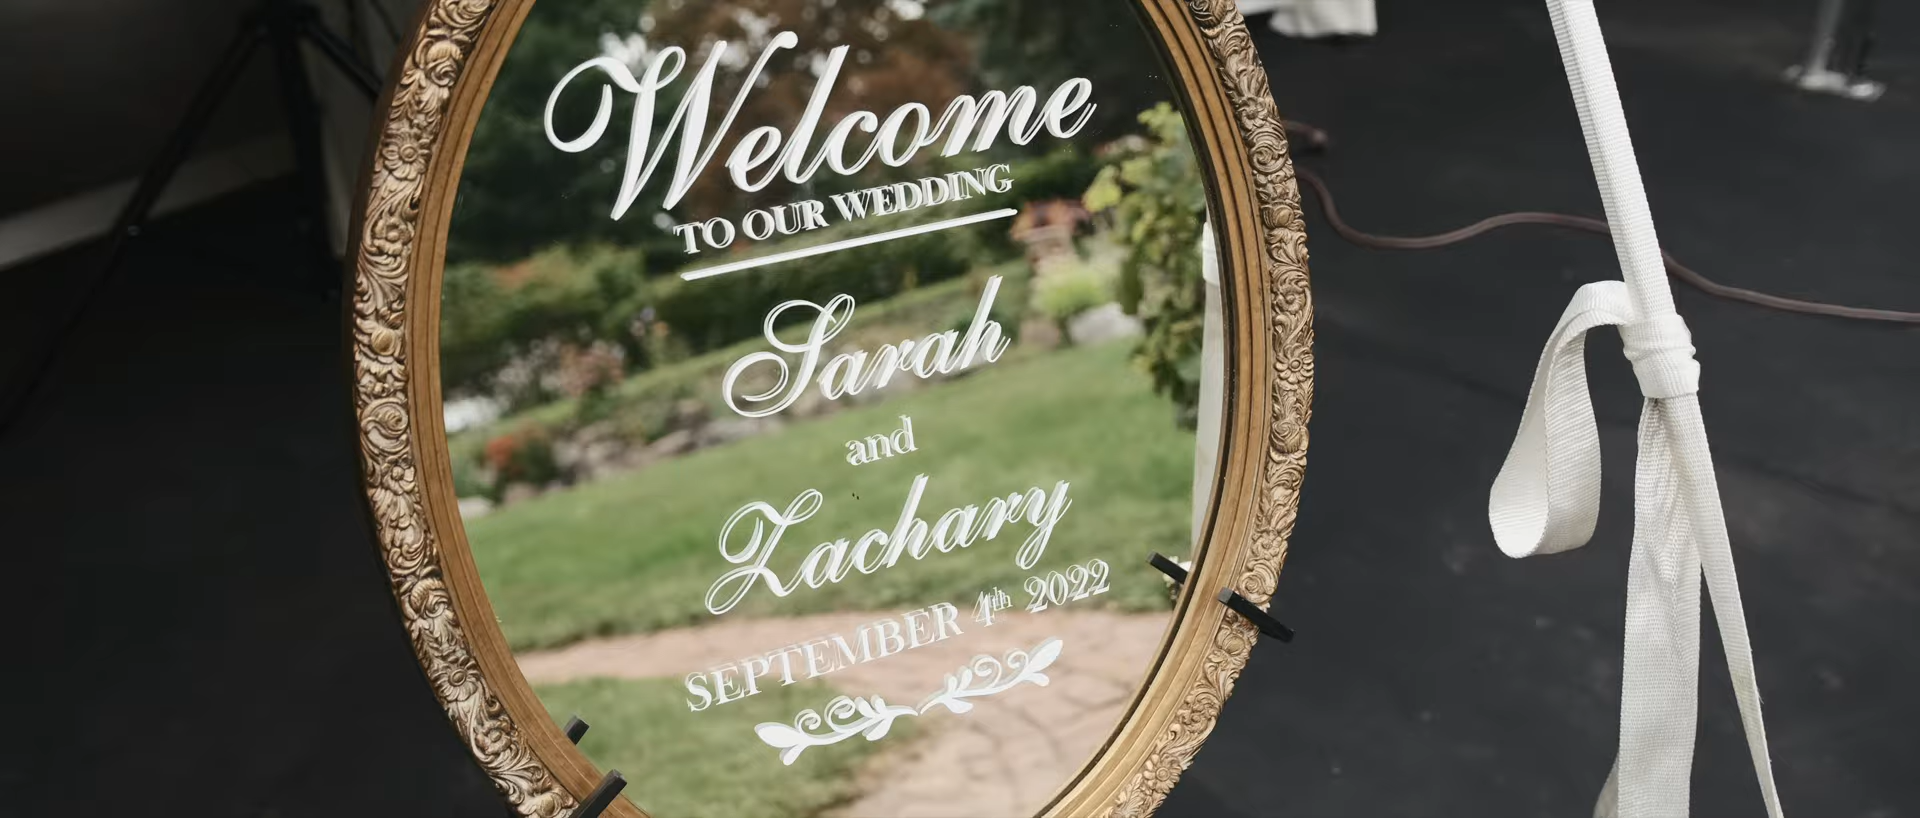 Welcome
TO OUR WEDDING
Sarah
and
Zachary
SEPTEMBER 4th 2022